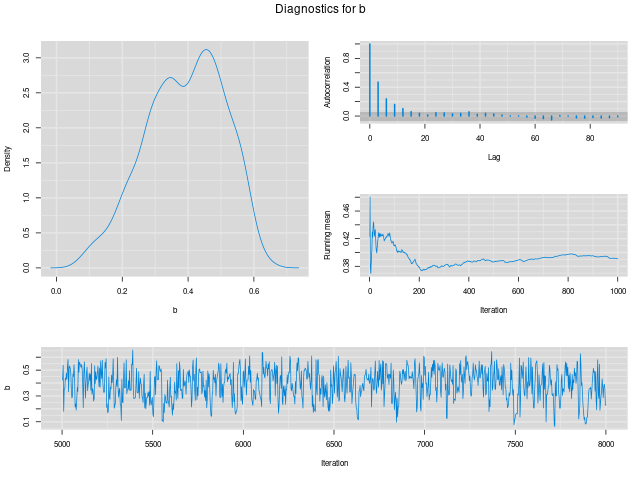 Diagnostics for b
Density
0.0 0.5 1.0 1.5 2.0 2.5 3.0
0.0 0.2 0.4 0.6
b
Autocorrelation
0.0 0.4 0.8
0 20 40 60 80
Lag
Running mean
0.38 0.42 0.46
0 200 400 600 800 1000
Iteration
b
0.1 0.3 0.5
5000 5500 6000 6500 7000 7500 8000
Iteration